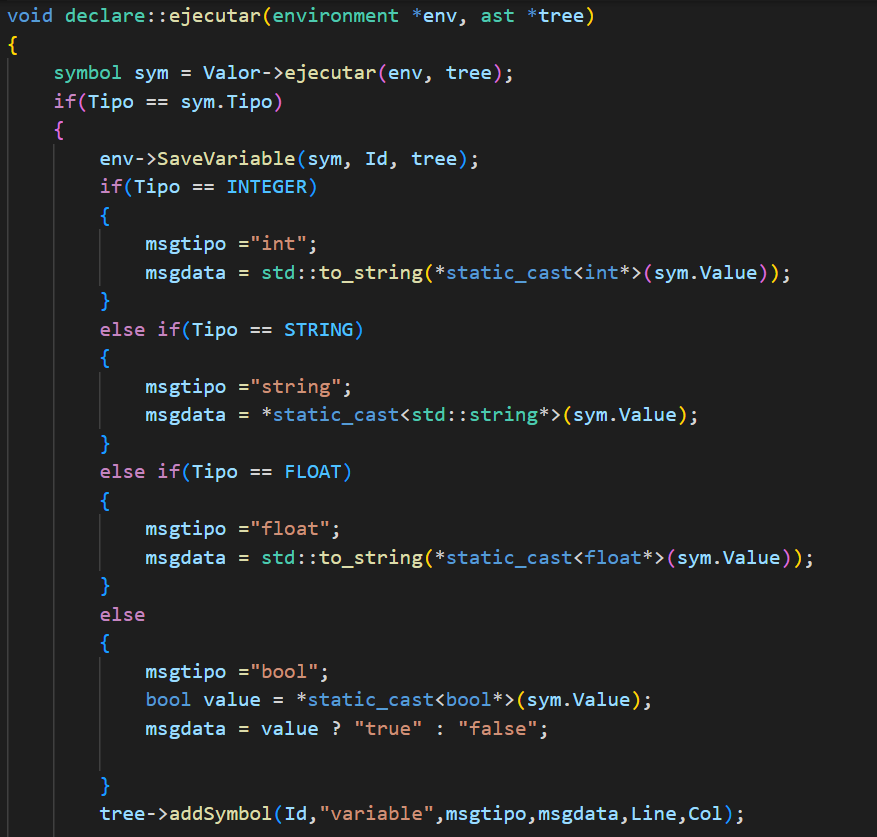 void declare::ejecutar(environment *env, ast *tree)
{
    symbol sym = Valor->ejecutar(env, tree);
    if(Tipo == sym.Tipo)
    {
        env->SaveVariable(sym, Id, tree);
        if(Tipo == INTEGER)
        {
            msgtipo ="int";
            msgdata = std::to_string(*static_cast<int*>(sym.Value));
        }
        else if(Tipo == STRING)
        {
            msgtipo ="string";
            msgdata = *static_cast<std::string*>(sym.Value);
        }
        else if(Tipo == FLOAT)
        {
            msgtipo ="float";
            msgdata = std::to_string(*static_cast<float*>(sym.Value));
        }
        else
        {
            msgtipo ="bool";
            bool value = *static_cast<bool*>(sym.Value);
            msgdata = value ? "true" : "false";

        }
        tree->addSymbol(Id,"variable",msgtipo,msgdata,Line,Col);